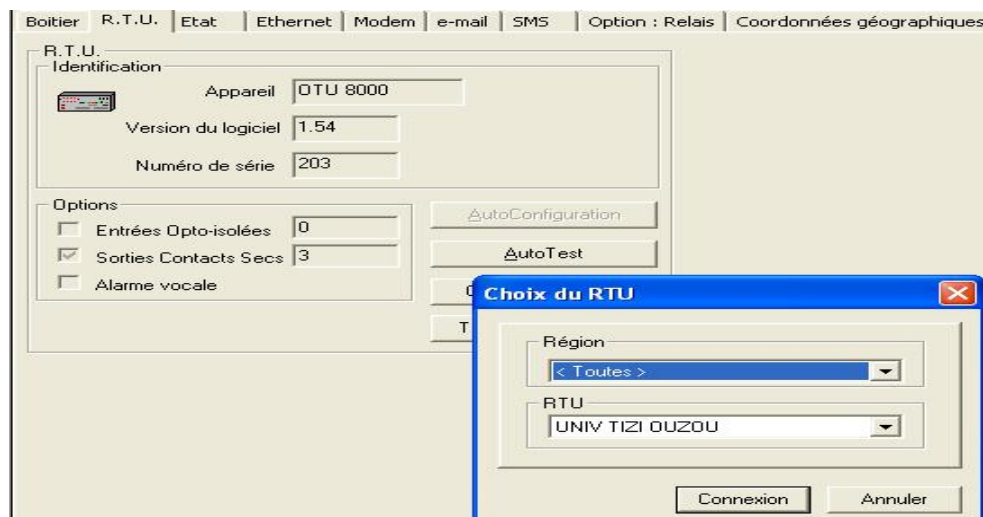 Boitier R.T.U. Etat Ethernet Modem e-mail SMS Option : Relais Coordonnées géographiques
R.T.U.
Identification
Appareil OTU 8000
Version du logiciel 1.54
Numéro de série 203
Options
Entrées Opto-isolées 0
Sorties Contacts Secs 3
Alarme vocale
AutoConfiguration
AutoTest
Choix du RTU
Région
< Toutes >
RTU
UNIV TIZI OUZOU
Connexion Annuler